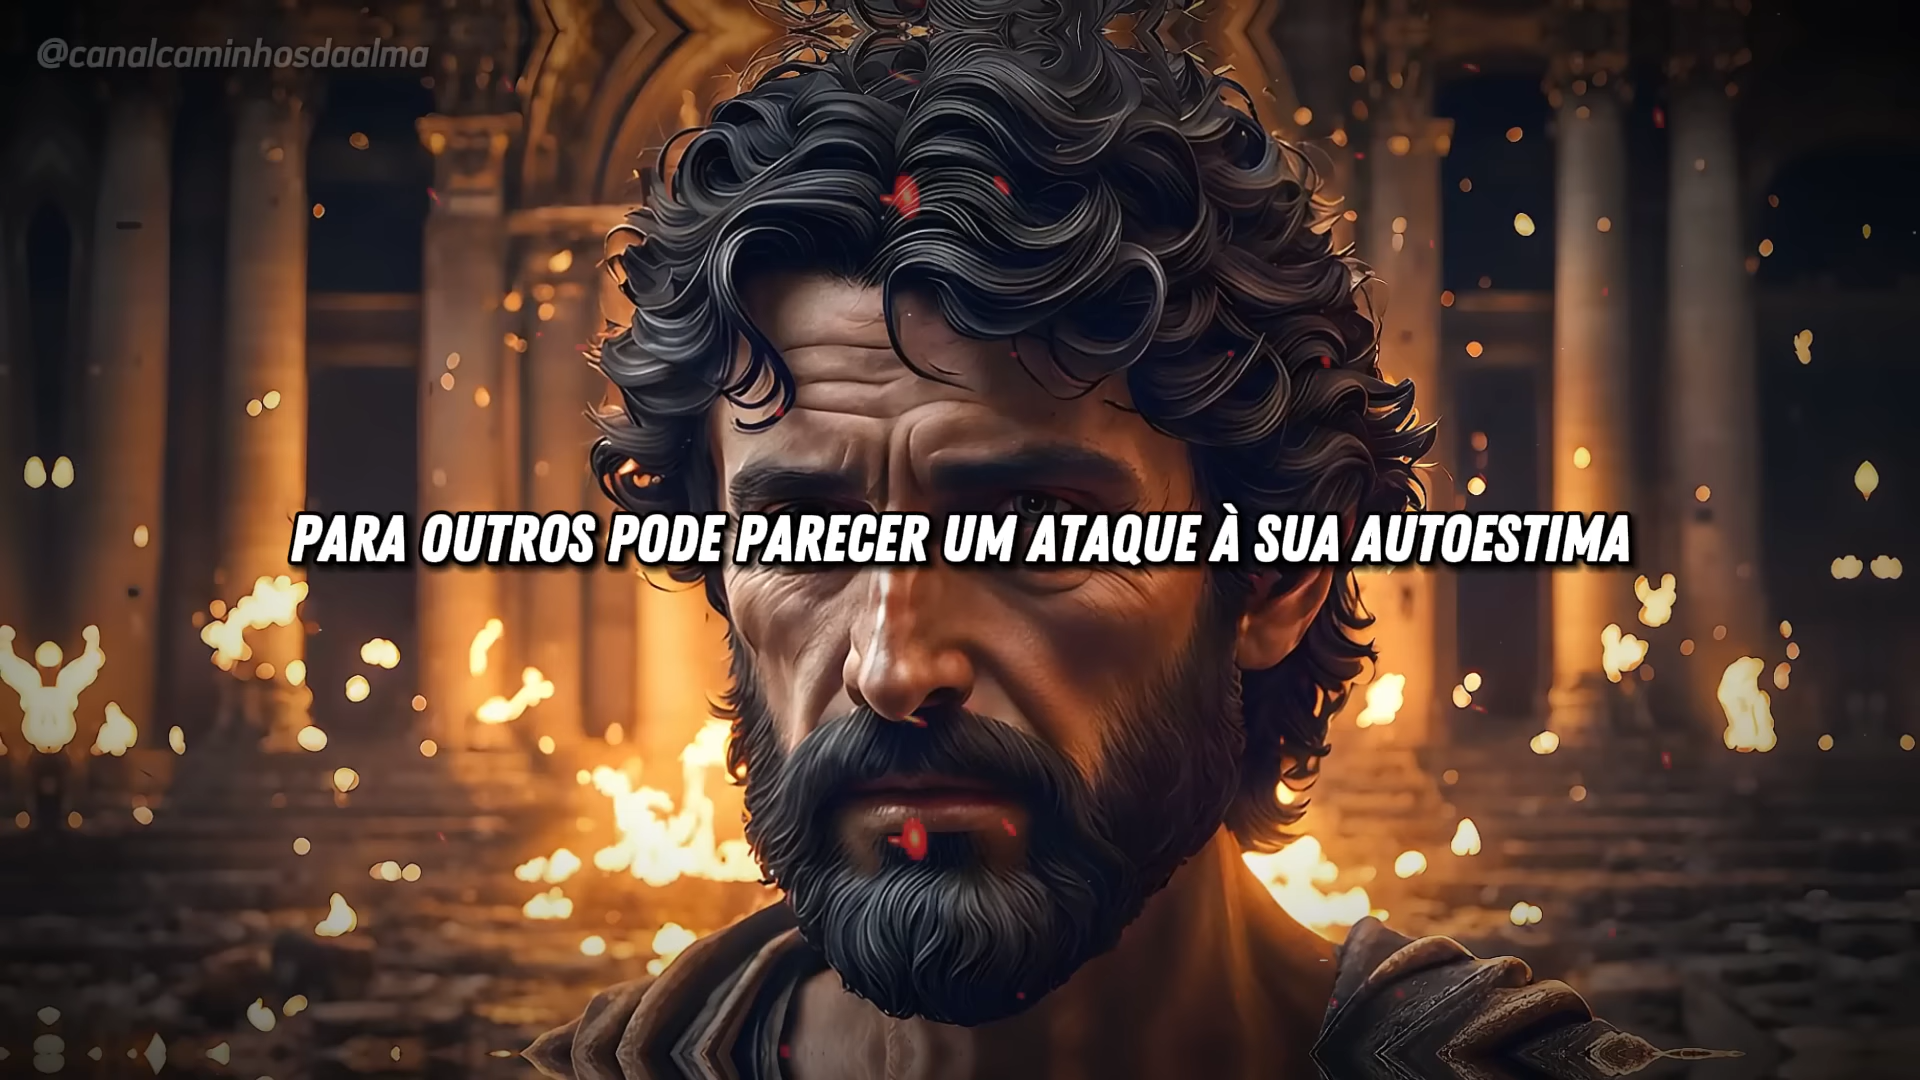 @canalcaminhosdaalma
PARA OUTROS PODE PARECER UM ATAQUE À SUA AUTOESTIMA